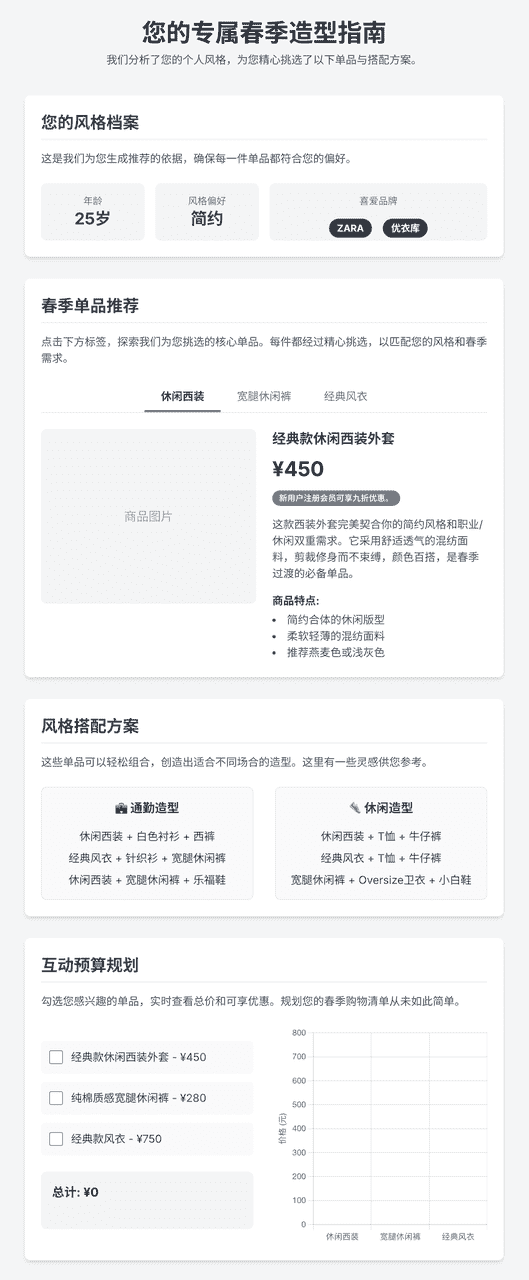 您的专属春季造型指南
我们分析了您的个人风格，为您精心挑选了以下单品与搭配方案。
您的风格档案
这是我们为您生成推荐的依据，确保每一件单品都符合您的偏好。
年龄
25岁
风格偏好
简约
喜爱品牌
ZARA 优衣库
春季单品推荐
点击下方标签，探索我们为您挑选的核心单品。每件都经过精心挑选，以匹配您的风格和春季
需求。
休闲西装 宽腿休闲裤 经典风衣
商品图片
经典款休闲西装外套
¥450
新用户注册会员可享九折优惠。
这款西装外套完美契合你的简约风格和职业/
休闲双重需求。它采用舒适透气的混纺面
料，剪裁修身而不束缚，颜色百搭，是春季
过渡的必备单品。
商品特点:
• 简约合体的休闲版型
• 柔软轻薄的混纺面料
• 推荐燕麦色或浅灰色
风格搭配方案
这些单品可以轻松组合，创造出适合不同场合的造型。这里有一些灵感供您参考。
通勤造型
休闲西装 + 白色衬衫 + 西裤
经典风衣 + 针织衫 + 宽腿休闲裤
休闲西装 + 宽腿休闲裤 + 乐福鞋
休闲造型
休闲西装 + T恤 + 牛仔裤
经典风衣 + T恤 + 牛仔裤
宽腿休闲裤 + Oversize卫衣 + 小白鞋
互动预算规划
勾选您感兴趣的单品，实时查看总价和可享优惠。规划您的春季购物清单从未如此简单。
经典款休闲西装外套 - ¥450
纯棉质感宽腿休闲裤 - ¥280
经典款风衣 - ¥750
总计: ¥0
价格 (元)
800
700
600
500
400
300
200
100
0
休闲西装 宽腿休闲裤 经典风衣